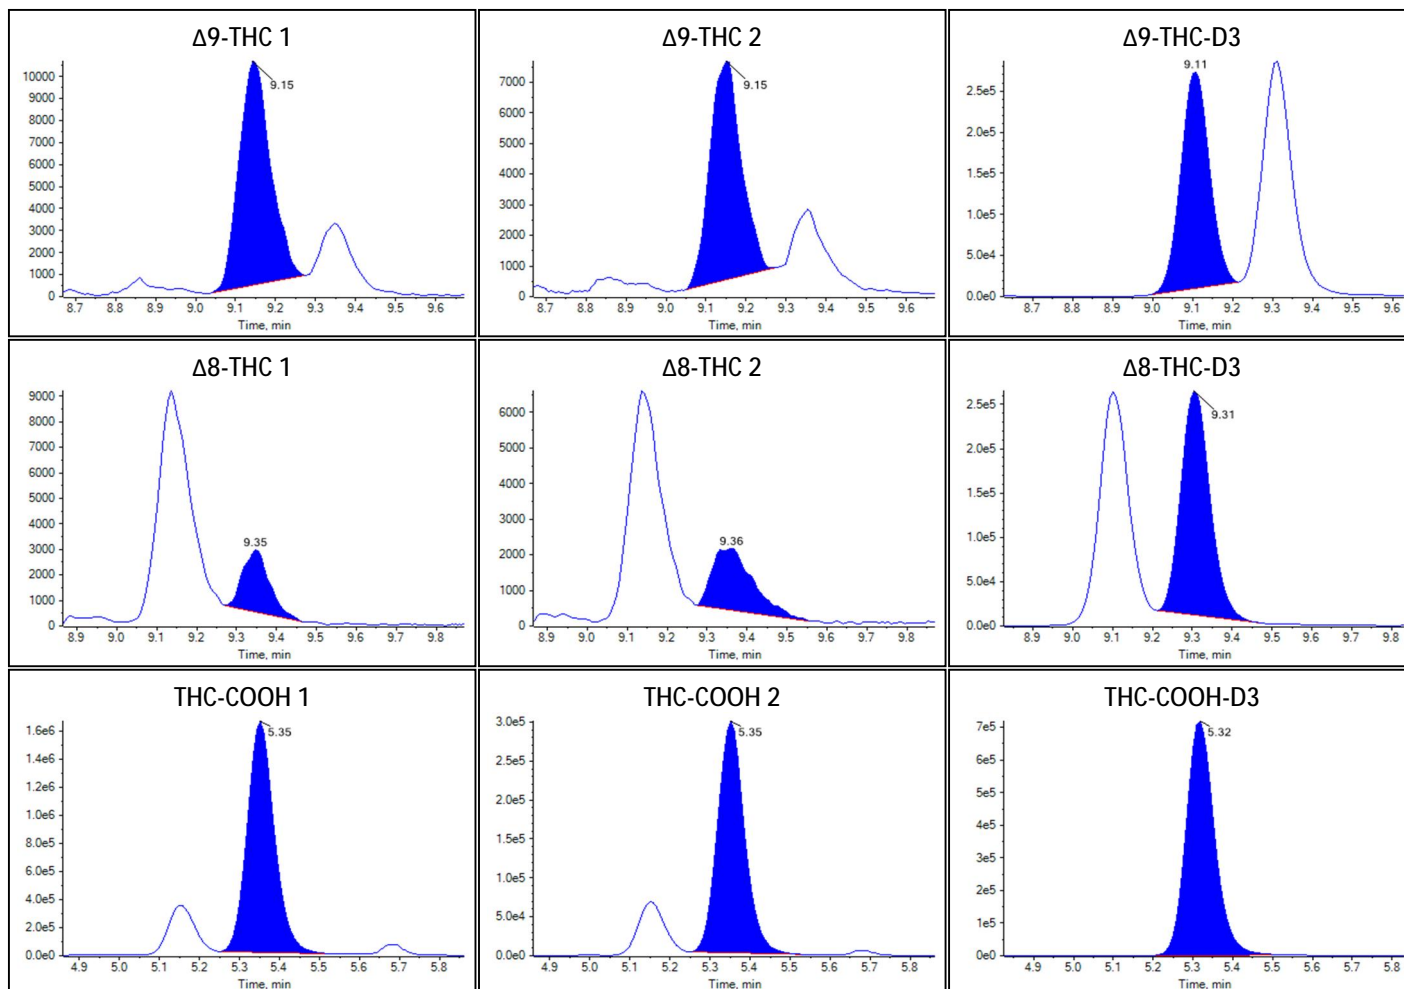 Δ9-THC 1
10000
9000
8000
7000
6000
5000
4000
3000
2000
1000
0
9.15
8.7 8.8 8.9 9.0 9.1 9.2 9.3 9.4 9.5 9.6
Time, min
Δ9-THC 2
7000
6000
5000
4000
3000
2000
1000
0
9.15
8.7 8.8 8.9 9.0 9.1 9.2 9.3 9.4 9.5 9.6
Time, min
Δ9-THC-D3
2.5e5
2.0e5
1.5e5
1.0e5
5.0e4
0.0e0
9.11
8.7 8.8 8.9 9.0 9.1 9.2 9.3 9.4 9.5 9.6
Time, min
Δ8-THC 1
9000
8000
7000
6000
5000
4000
3000
2000
1000
0
9.35
8.9 9.0 9.1 9.2 9.3 9.4 9.5 9.6 9.7 9.8
Time, min
Δ8-THC 2
6000
5000
4000
3000
2000
1000
0
9.36
8.9 9.0 9.1 9.2 9.3 9.4 9.5 9.6 9.7 9.8
Time, min
Δ8-THC-D3
2.5e5
2.0e5
1.5e5
1.0e5
5.0e4
0.0e0
9.31
8.9 9.0 9.1 9.2 9.3 9.4 9.5 9.6 9.7 9.8
Time, min
THC-COOH 1
1.6e6
1.4e6
1.2e6
1.0e6
8.0e5
6.0e5
4.0e5
2.0e5
0.0e0
5.35
4.9 5.0 5.1 5.2 5.3 5.4 5.5 5.6 5.7 5.8
Time, min
THC-COOH 2
3.0e5
2.5e5
2.0e5
1.5e5
1.0e5
5.0e4
0.0e0
5.35
4.9 5.0 5.1 5.2 5.3 5.4 5.5 5.6 5.7 5.8
Time, min
THC-COOH-D3
7e5
6e5
5e5
4e5
3e5
2e5
1e5
0e0
5.32
4.9 5.0 5.1 5.2 5.3 5.4 5.5 5.6 5.7 5.8
Time, min